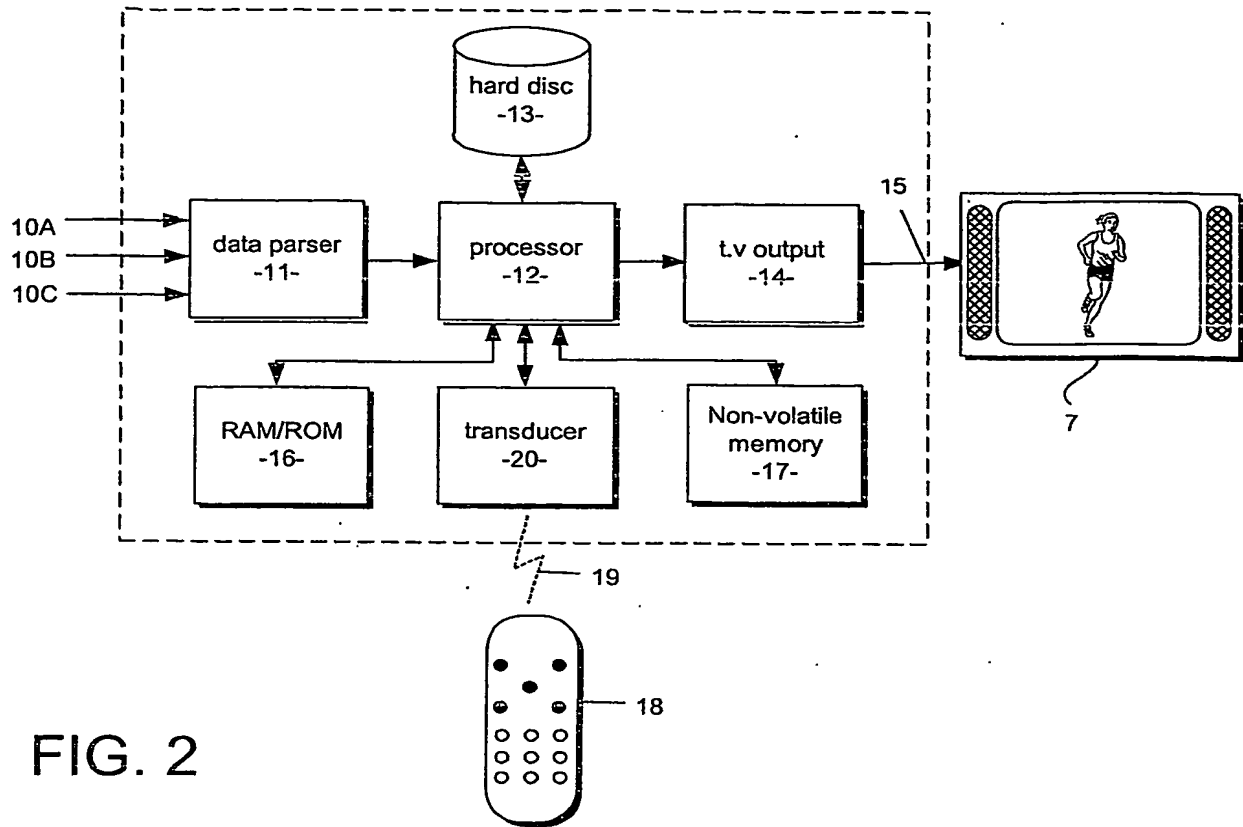 hard disc
-13-
15
10A
10B
10C
data parser
-11-
processor
-12-
t.v output
-14-
7
RAM/ROM
-16-
transducer
-20-
Non-volatile
memory
-17-
19
18
FIG. 2